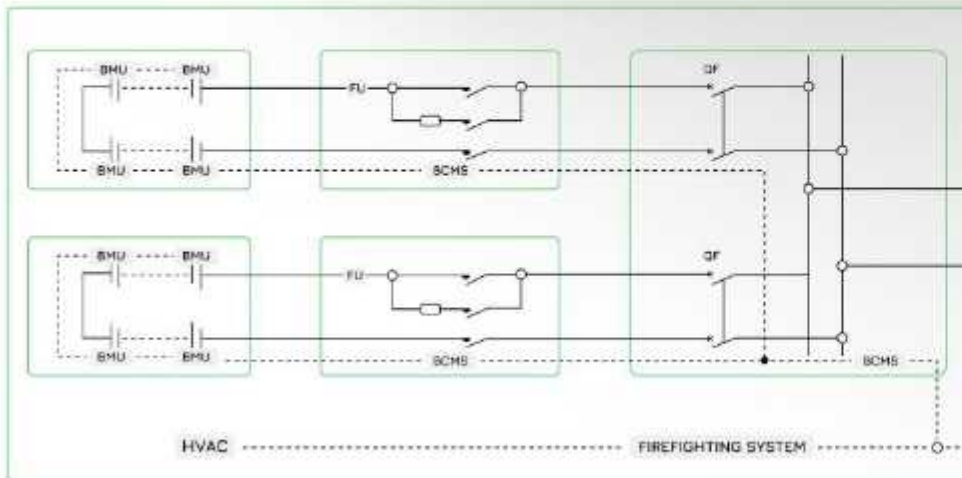 BMU BMU QF
FU
BMU BMU BCMS
BMU BMU QF
FU
BMU BMU BCMS BCMS
HVAC FIREFIGHTING SYSTEM